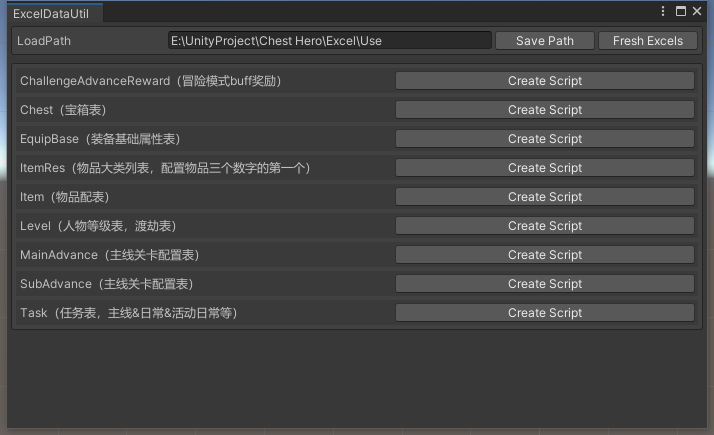 ExcelDataUtil
LoadPath E:\UnityProject\Chest Hero\Excel\Use Save Path Fresh Excels
ChallengeAdvanceReward（冒险模式buff奖励） Create Script
Chest（宝箱表） Create Script
EquipBase（装备基础属性表） Create Script
ItemRes（物品大类列表，配置物品三个数字的第一个） Create Script
Item（物品配表） Create Script
Level（人物等级表，渡劫表） Create Script
MainAdvance（主线关卡配置表） Create Script
SubAdvance（主线关卡配置表） Create Script
Task（任务表，主线&日常&活动日常等） Create Script